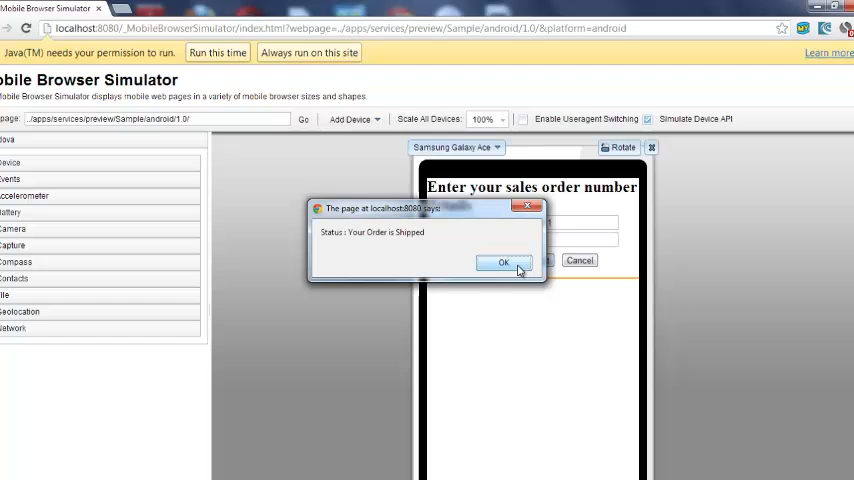 Mobile Browser Simulator
localhost:8080/_MobileBrowserSimulator/index.html?webpage=../apps/services/preview/Sample/android/1.0/&platform=android
Java(TM) needs your permission to run.
Run this time
Always run on this site
Learn more
obile Browser Simulator
Mobile Browser Simulator displays mobile web pages in a variety of mobile browser sizes and shapes.
page:
../apps/services/preview/Sample/android/1.0/
Go
Add Device
Scale All Devices:
100%
Enable Useragent Switching
Simulate Device API
dova
Device
Events
Accelerometer
Battery
Camera
Capture
Compass
Contacts
File
Geolocation
Network
Samsung Galaxy Ace
Rotate
Enter your sales order number
1
Cancel
The page at localhost:8080 says:
Status : Your Order is Shipped
OK